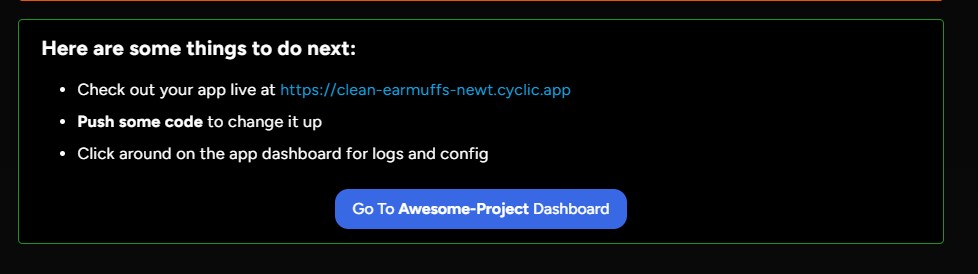 Here are some things to do next:
Check out your app live at https://clean-earmuffs-newt.cyclic.app
Push some code to change it up
Click around on the app dashboard for logs and config
Go To Awesome-Project Dashboard